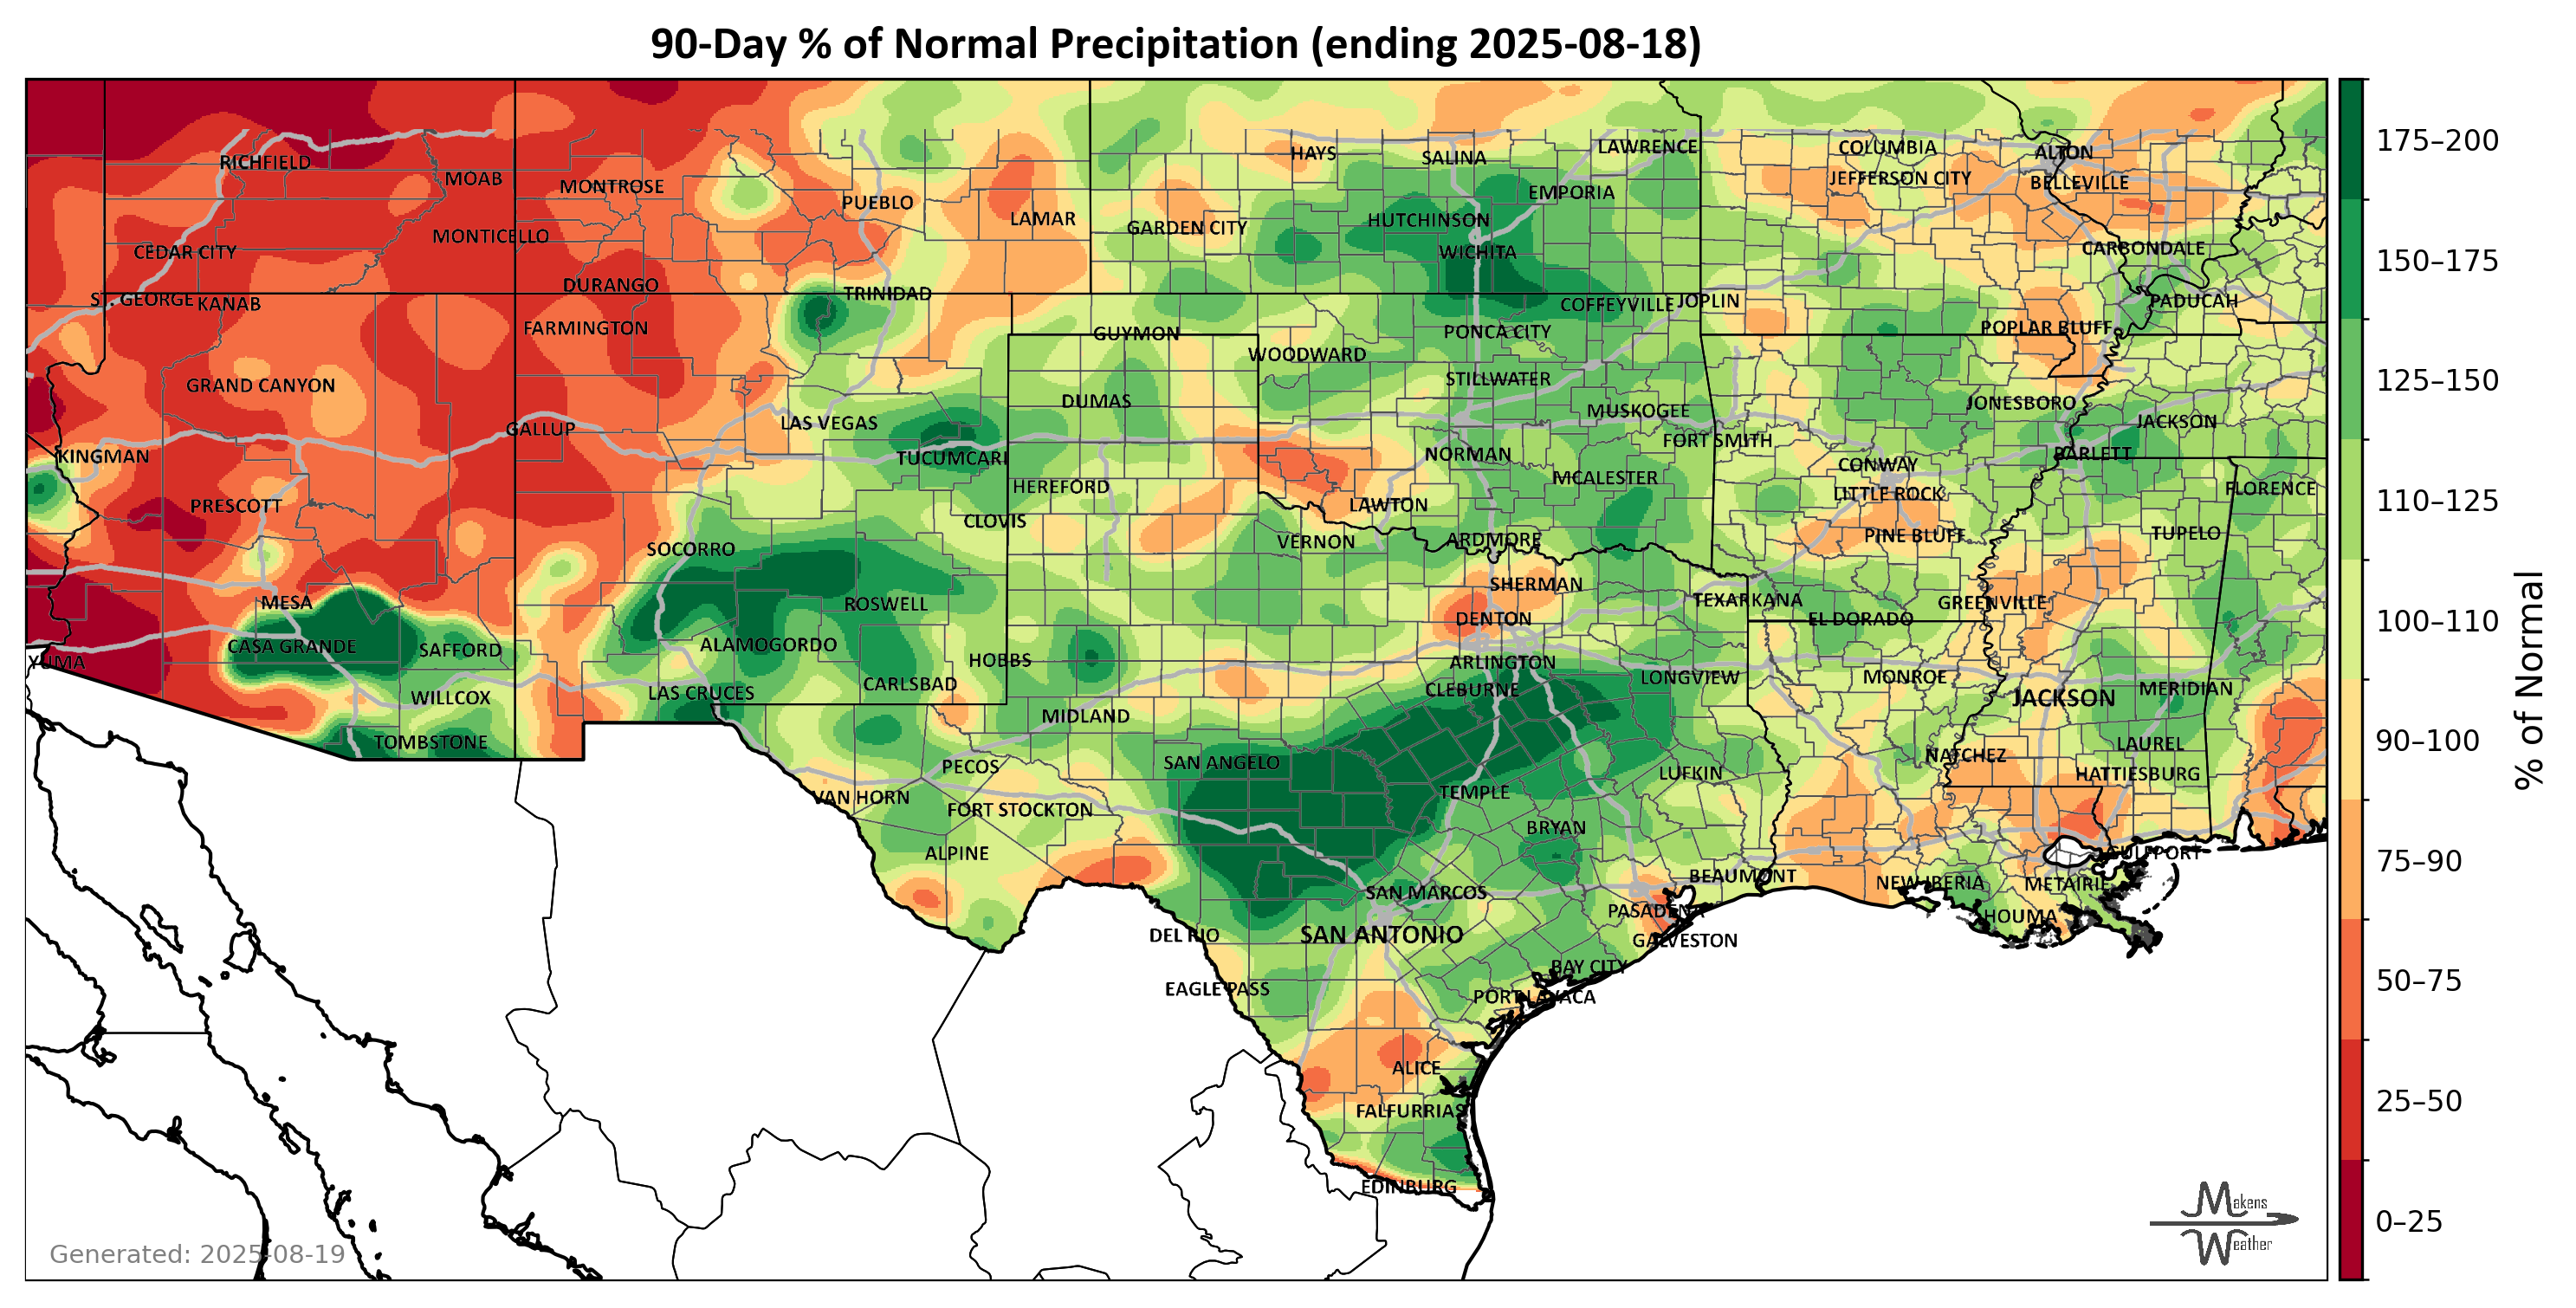 90-Day % of Normal Precipitation (ending 2025-08-18)
RICHFIELD
MOAB
MONTROSE
PUEBLO
LAMAR
HAYS
SALINA
LAWRENCE
COLUMBIA
ALTON
JEFFERSON CITY
BELLEVILLE
EMPORIA
GARDEN CITY
HUTCHINSON
WICHITA
CEDAR CITY
MONTICELLO
CARBONDALE
DURANGO
TRINIDAD
ST. GEORGE
KANAB
COFFEYVILLE
JOPLIN
PADUCAH
FARMINGTON
GUYMON
PONCA CITY
POPLAR BLUFF
WOODWARD
STILLWATER
GRAND CANYON
DUMAS
MUSKOGEE
JONESBORO
LAS VEGAS
JACKSON
GALLUP
FORT SMITH
KINGMAN
TUCUMCARI
NORMAN
BARLETT
CONWAY
HEREFORD
MCALESTER
LITTLE ROCK
FLORENCE
PRESCOTT
LAWTON
CLOVIS
VERNON
ARDMORE
PINE BLUFF
TUPELO
SOCORRO
SHERMAN
MESA
ROSWELL
DENTON
TEXARKANA
EL DORADO
GREENVILLE
CASA GRANDE
SAFFORD
ALAMOGORDO
HOBBS
ARLINGTON
YUMA
CARLSBAD
CLEBURNE
LONGVIEW
MONROE
JACKSON
MERIDIAN
WILLCOX
LAS CRUCES
MIDLAND
TOMBSTONE
PECOS
SAN ANGELO
LUFKIN
NATCHEZ
LAUREL
HATTIESBURG
VAN HORN
FORT STOCKTON
TEMPLE
BRYAN
ALPINE
GULFPORT
SAN MARCOS
BEAUMONT
NEW IBERIA
METAIRIE
PASADENA
HOUMA
DEL RIO
SAN ANTONIO
GALVESTON
BAY CITY
EAGLE PASS
PORT LAVACA
ALICE
FALFURRIAS
EDINBURG
175–200
150–175
125–150
110–125
100–110
90–100
75–90
50–75
25–50
0–25
% of Normal
Makens
Weather
Generated: 2025-08-19